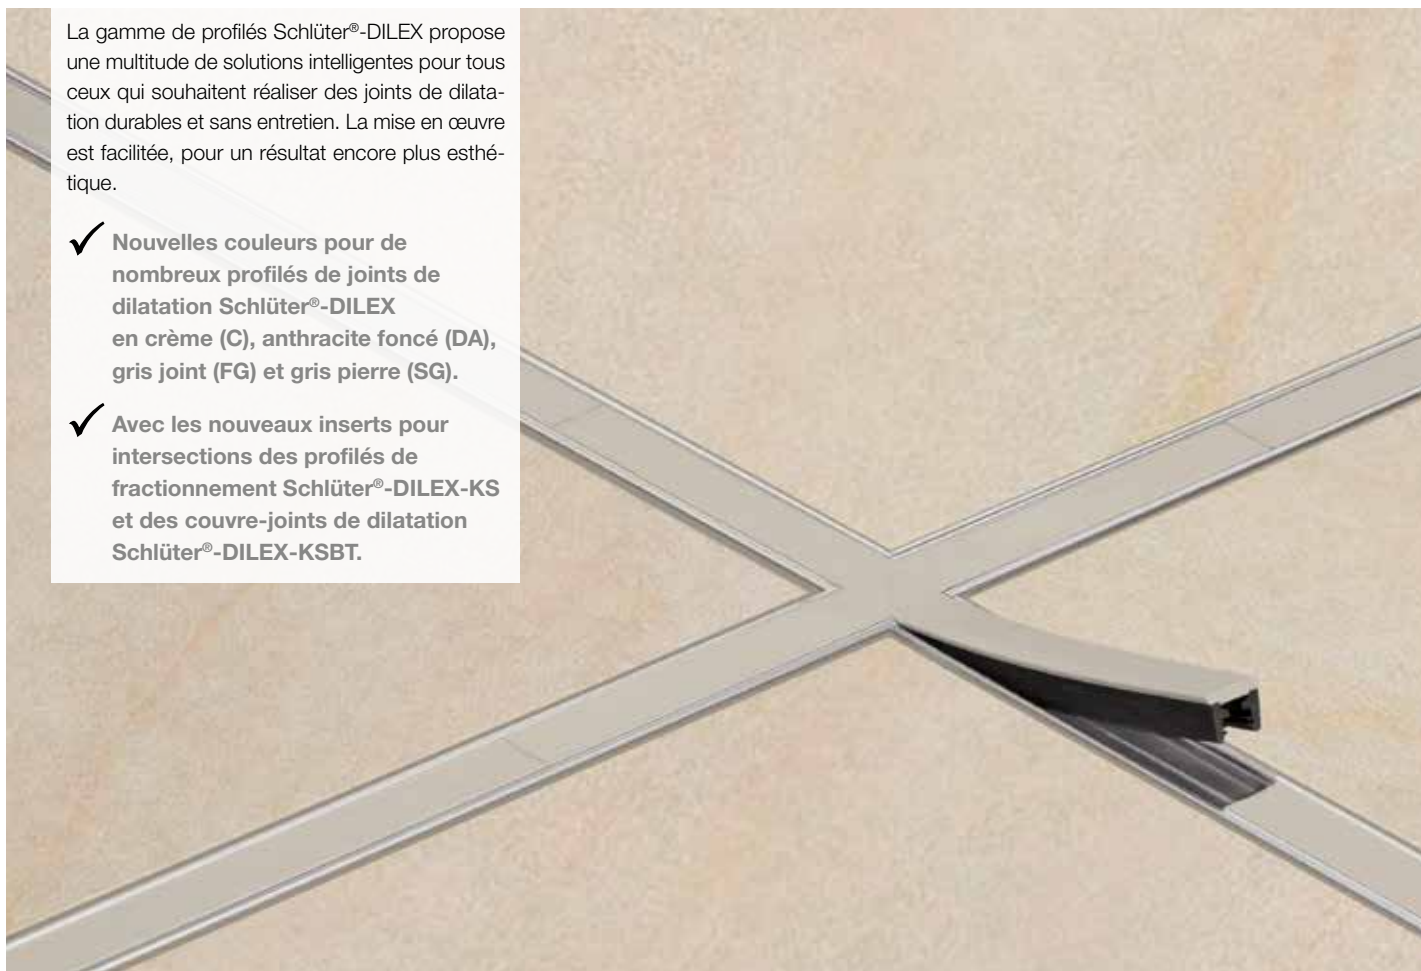 La gamme de profilés Schlüter®-DILEX propose
une multitude de solutions intelligentes pour tous
ceux qui souhaitent réaliser des joints de dilata-
tion durables et sans entretien. La mise en œuvre
est facilitée, pour un résultat encore plus esthé-
tique.
Nouvelles couleurs pour de
nombreux profilés de joints de
dilatation Schlüter®-DILEX
en crème (C), anthracite foncé (DA),
gris joint (FG) et gris pierre (SG).
Avec les nouveaux inserts pour
intersections des profilés de
fractionnement Schlüter®-DILEX-KS
et des couvre-joints de dilatation
Schlüter®-DILEX-KSBT.